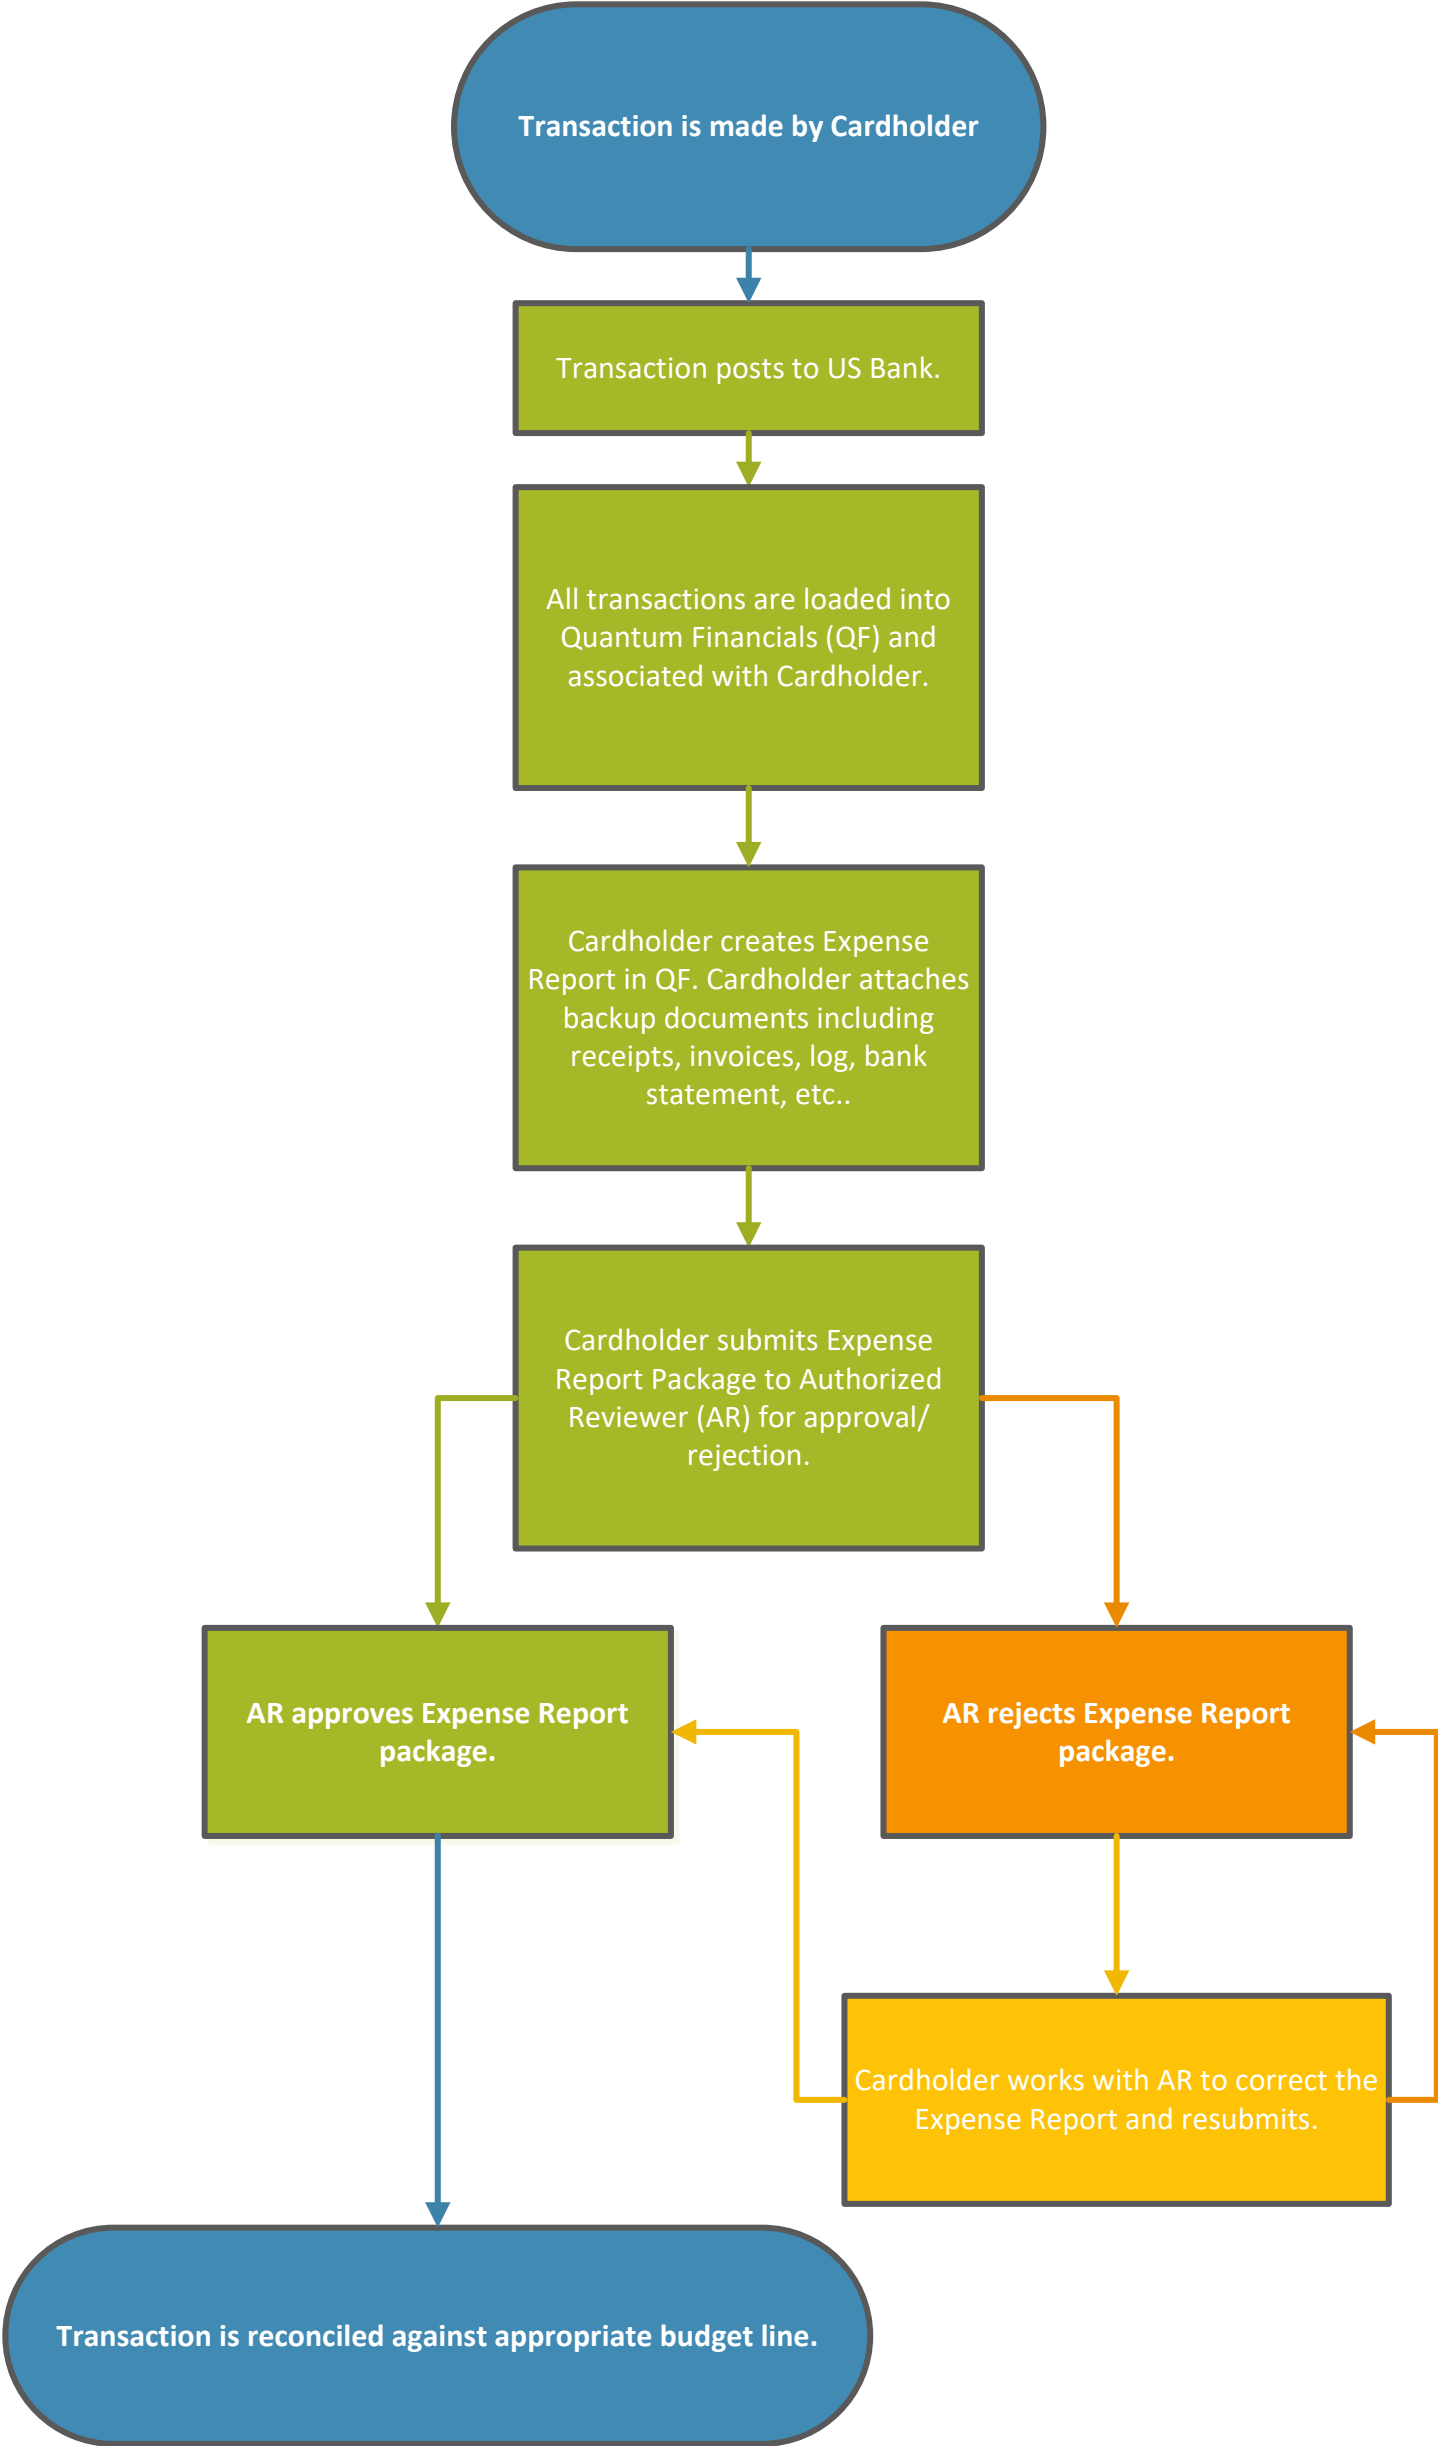 Transaction is made by Cardholder
Transaction posts to US Bank.
All transactions are loaded into
Quantum Financials (QF) and
associated with Cardholder.
Cardholder creates Expense
Report in QF. Cardholder attaches
backup documents including
receipts, invoices, log, bank
statement, etc..
Cardholder submits Expense
Report Package to Authorized
Reviewer (AR) for approval/
rejection.
AR approves Expense Report
package.
AR rejects Expense Report
package.
Cardholder works with AR to correct the
Expense Report and resubmits.
Transaction is reconciled against appropriate budget line.